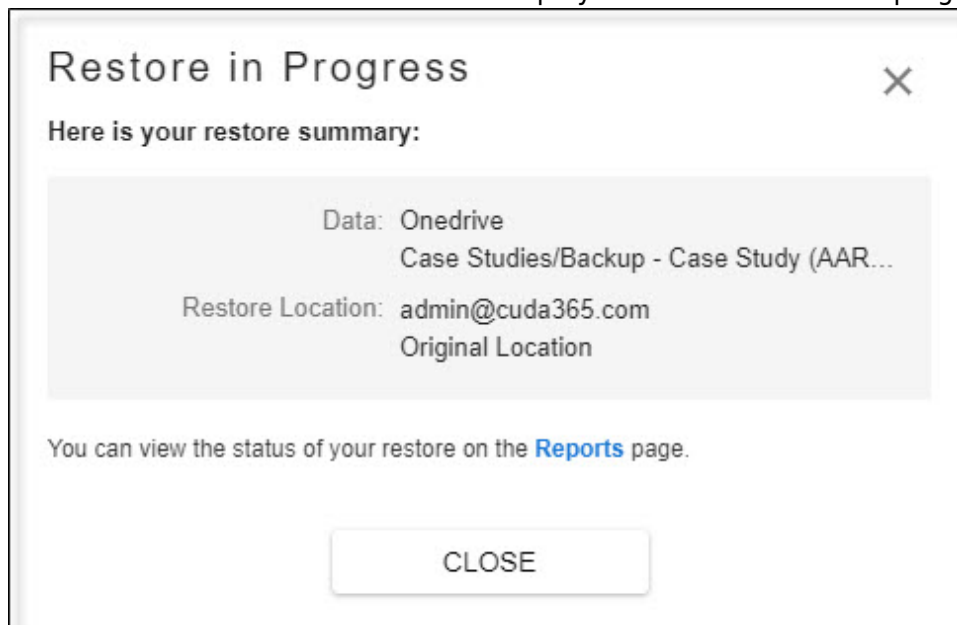 Restore in Progress
Here is your restore summary:
Data: Onedrive
Case Studies/Backup - Case Study (AAR...
Restore Location: admin@cuda365.com
Original Location
You can view the status of your restore on the Reports page.
CLOSE